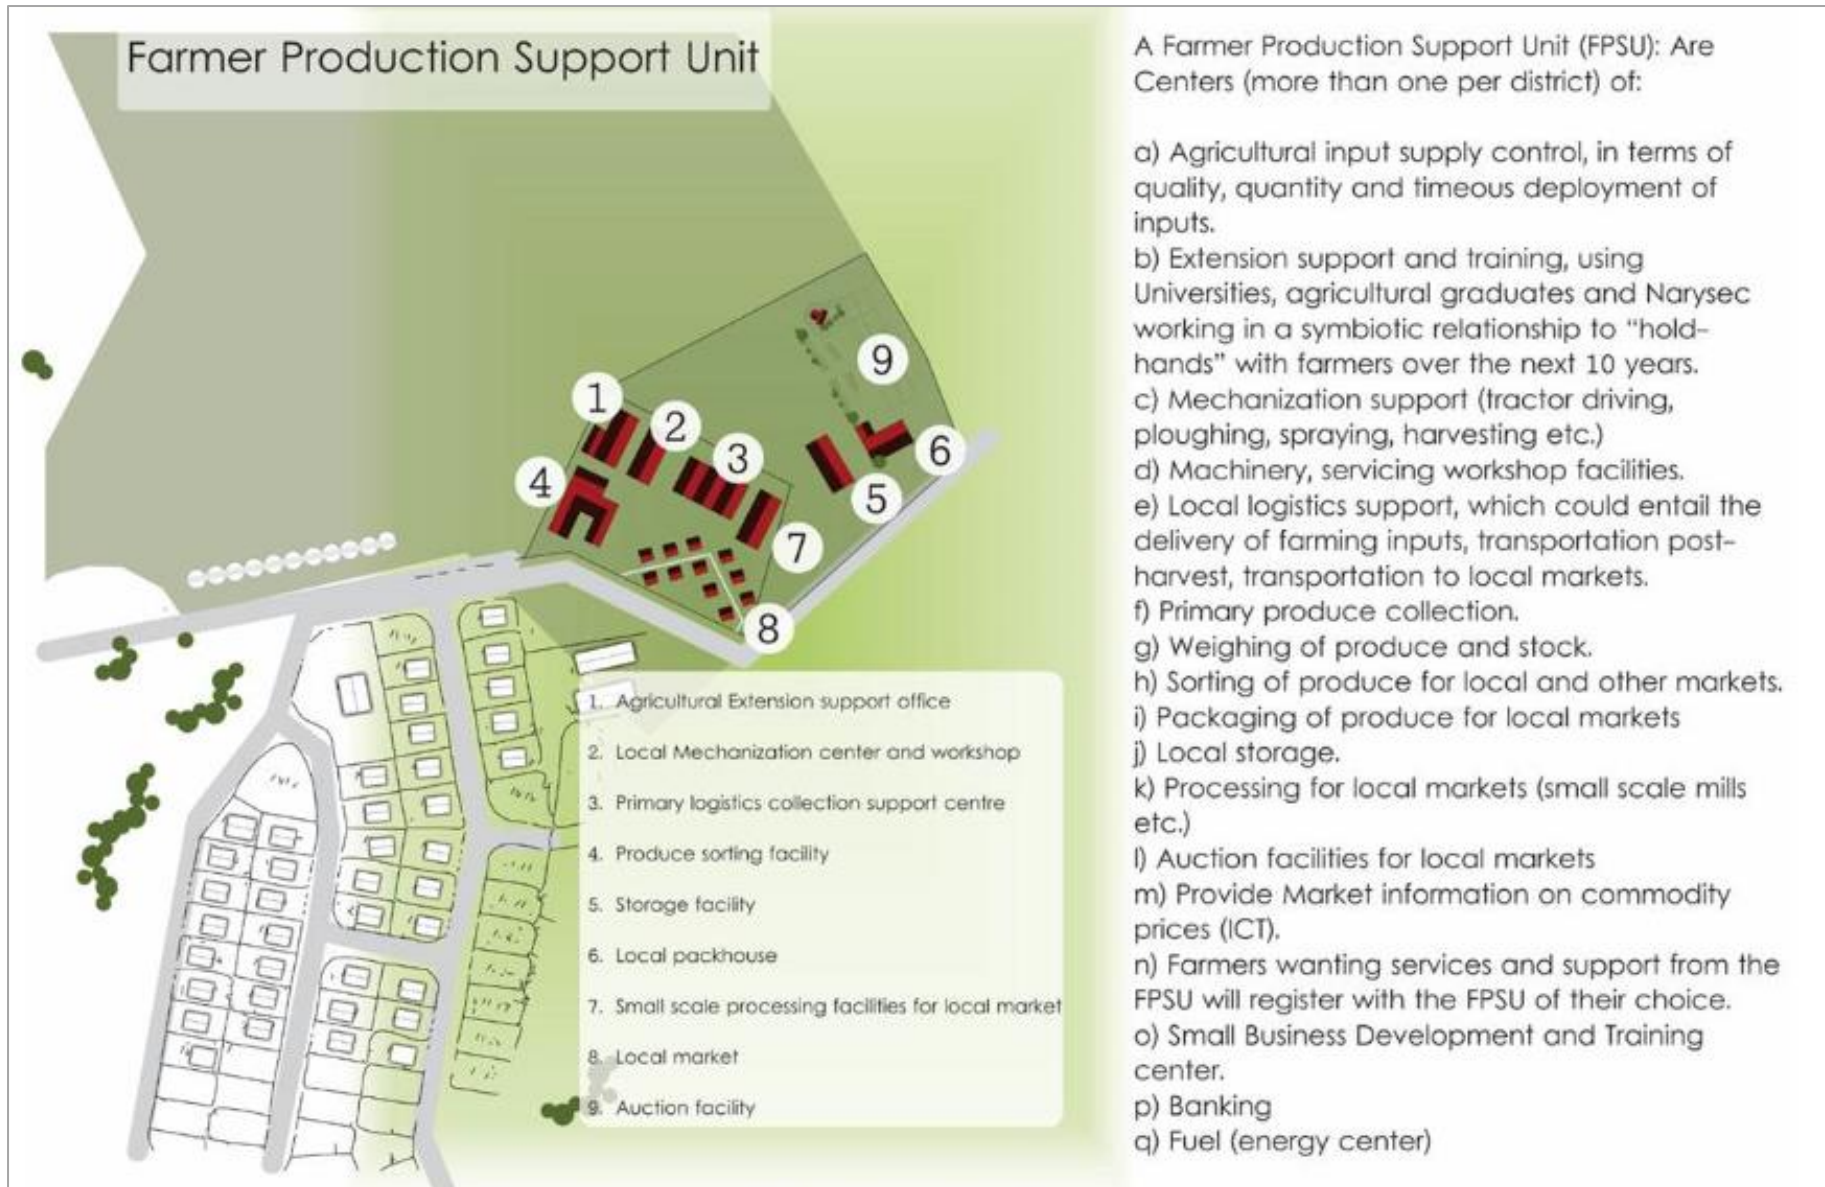 Farmer Production Support Unit
1
2
3
4
5
6
7
8
9
1. Agricultural Extension support office
2. Local Mechanization center and workshop
3. Primary logistics collection support centre
4. Produce sorting facility
5. Storage facility
6. Local packhouse
7. Small scale processing facilities for local market
8. Local market
9. Auction facility
A Farmer Production Support Unit (FPSU): Are
Centers (more than one per district) of:
a) Agricultural input supply control, in terms of
quality, quantity and timeous deployment of
inputs.
b) Extension support and training, using
Universities, agricultural graduates and Narysec
working in a symbiotic relationship to “hold-
hands” with farmers over the next 10 years.
c) Mechanization support (tractor driving,
ploughing, spraying, harvesting etc.)
d) Machinery, servicing workshop facilities.
e) Local logistics support, which could entail the
delivery of farming inputs, transportation post-
harvest, transportation to local markets.
f) Primary produce collection.
g) Weighing of produce and stock.
h) Sorting of produce for local and other markets.
i) Packaging of produce for local markets
j) Local storage.
k) Processing for local markets (small scale mills
etc.)
l) Auction facilities for local markets
m) Provide Market information on commodity
prices (ICT).
n) Farmers wanting services and support from the
FPSU will register with the FPSU of their choice.
o) Small Business Development and Training
center.
p) Banking
q) Fuel (energy center)